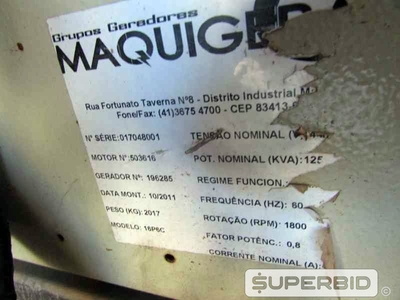 Grupos Geradores
MAQUIGER
Rua Fortunato Taverna Nº8 - Distrito Industrial
Fone/Fax: (41)3675 4700 - CEP 83413-
Nº SÉRIE:017048001 TENSÃO NOMINAL
MOTOR Nº:503616 POT. NOMINAL (KVA):125
GERADOR Nº:196285 REGIME FUNCION.:
DATA MONT.:10/2011 FREQUÊNCIA (HZ): 60
PESO (KG):2017 ROTAÇÃO (RPM): 1800
MODELO: 16P6C FATOR POTÊNC.: 0,8
CORRENTE NOMINAL (A):
SUPERBID